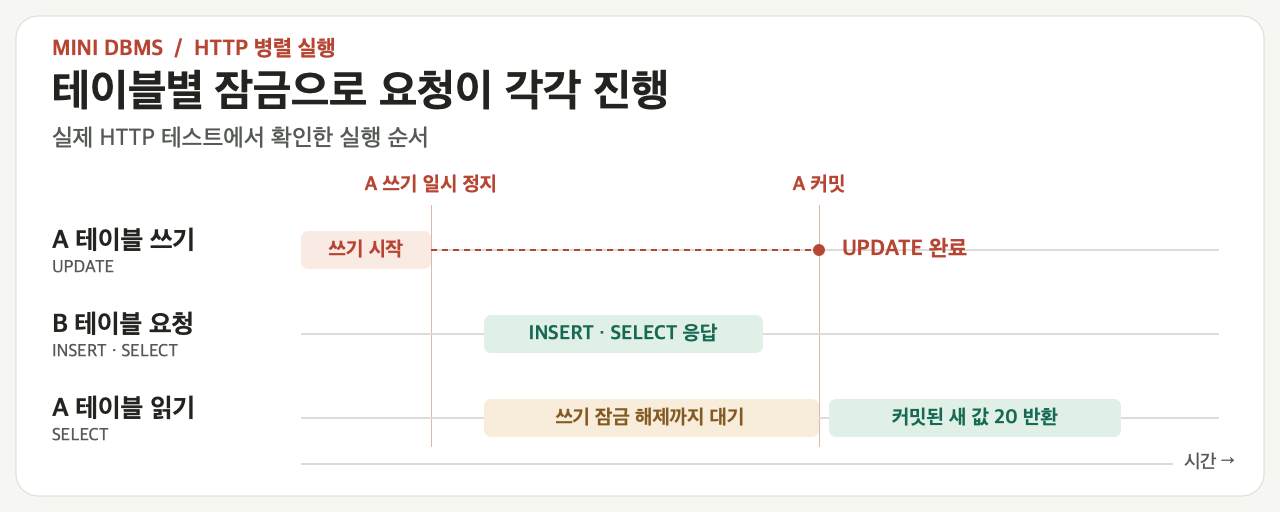 MINI DBMS / HTTP 병렬 실행
테이블별 잠금으로 요청이 각각 진행
실제 HTTP 테스트에서 확인한 실행 순서
A 쓰기 일시 정지
A 커밋
A 테이블 쓰기
UPDATE
쓰기 시작
UPDATE 완료
B 테이블 요청
INSERT · SELECT
INSERT · SELECT 응답
A 테이블 읽기
SELECT
쓰기 잠금 해제까지 대기
커밋된 새 값 20 반환
시간 →